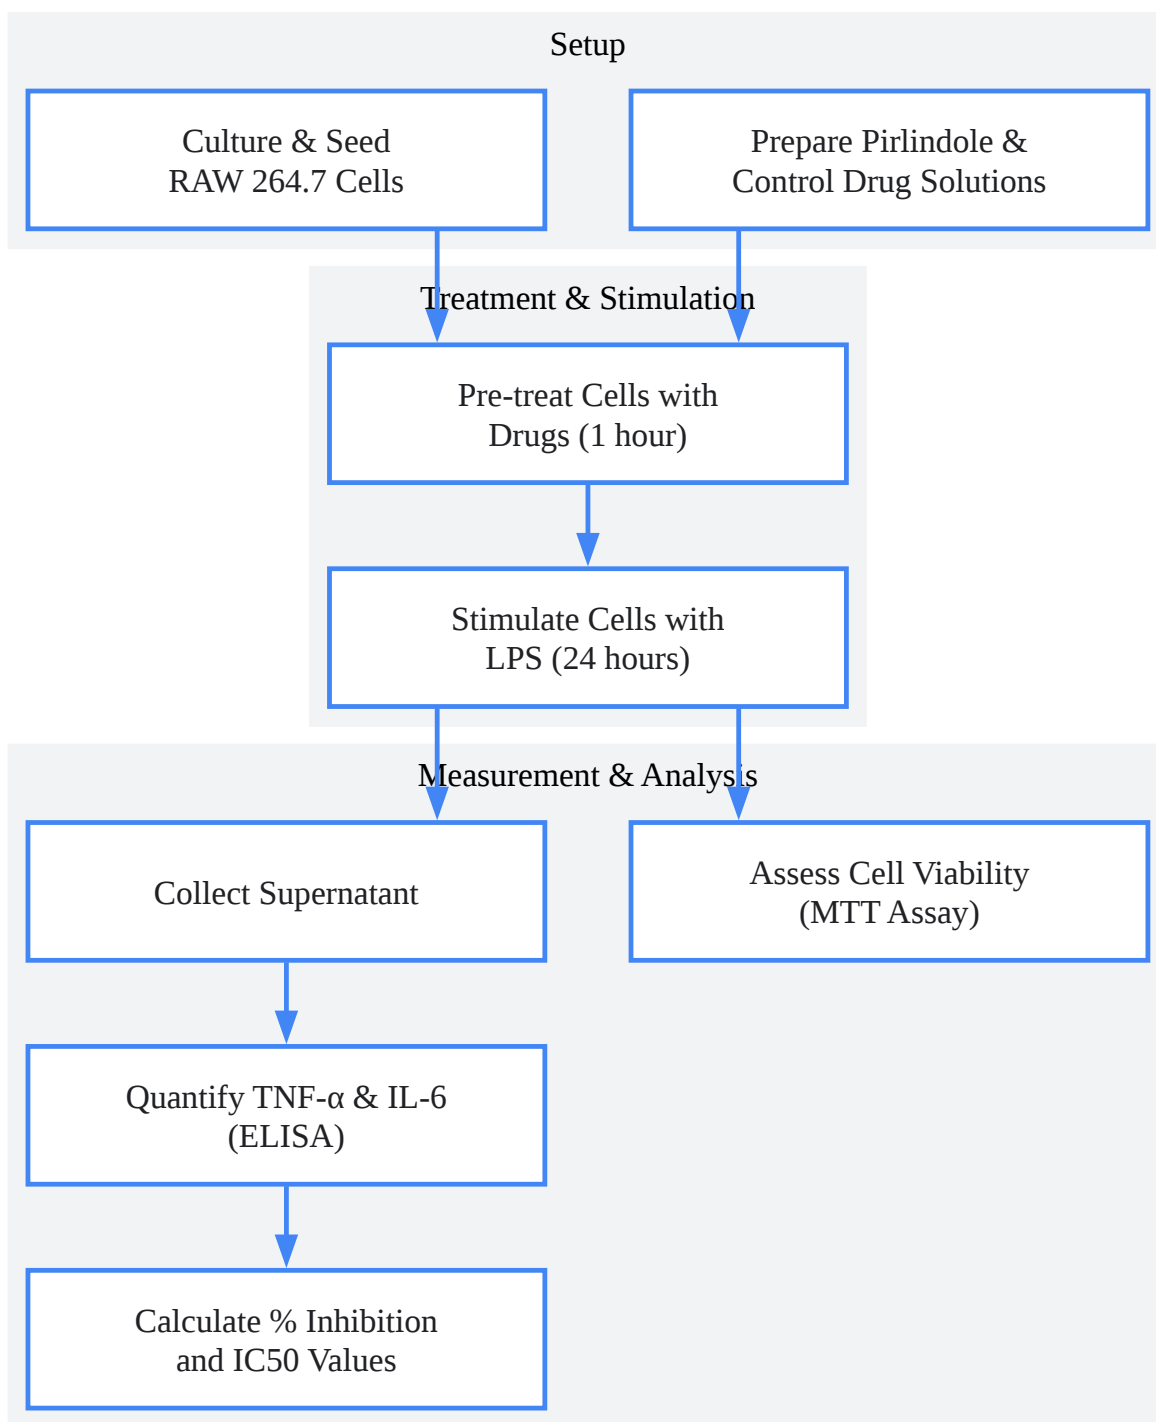 Setup
Culture & Seed
RAW 264.7 Cells
Prepare Pirlindole &
Control Drug Solutions
Treatment & Stimulation
Pre-treat Cells with
Drugs (1 hour)
Stimulate Cells with
LPS (24 hours)
Measurement & Analysis
Collect Supernatant
Assess Cell Viability
(MTT Assay)
Quantify TNF-α & IL-6
(ELISA)
Calculate % Inhibition
and IC50 Values